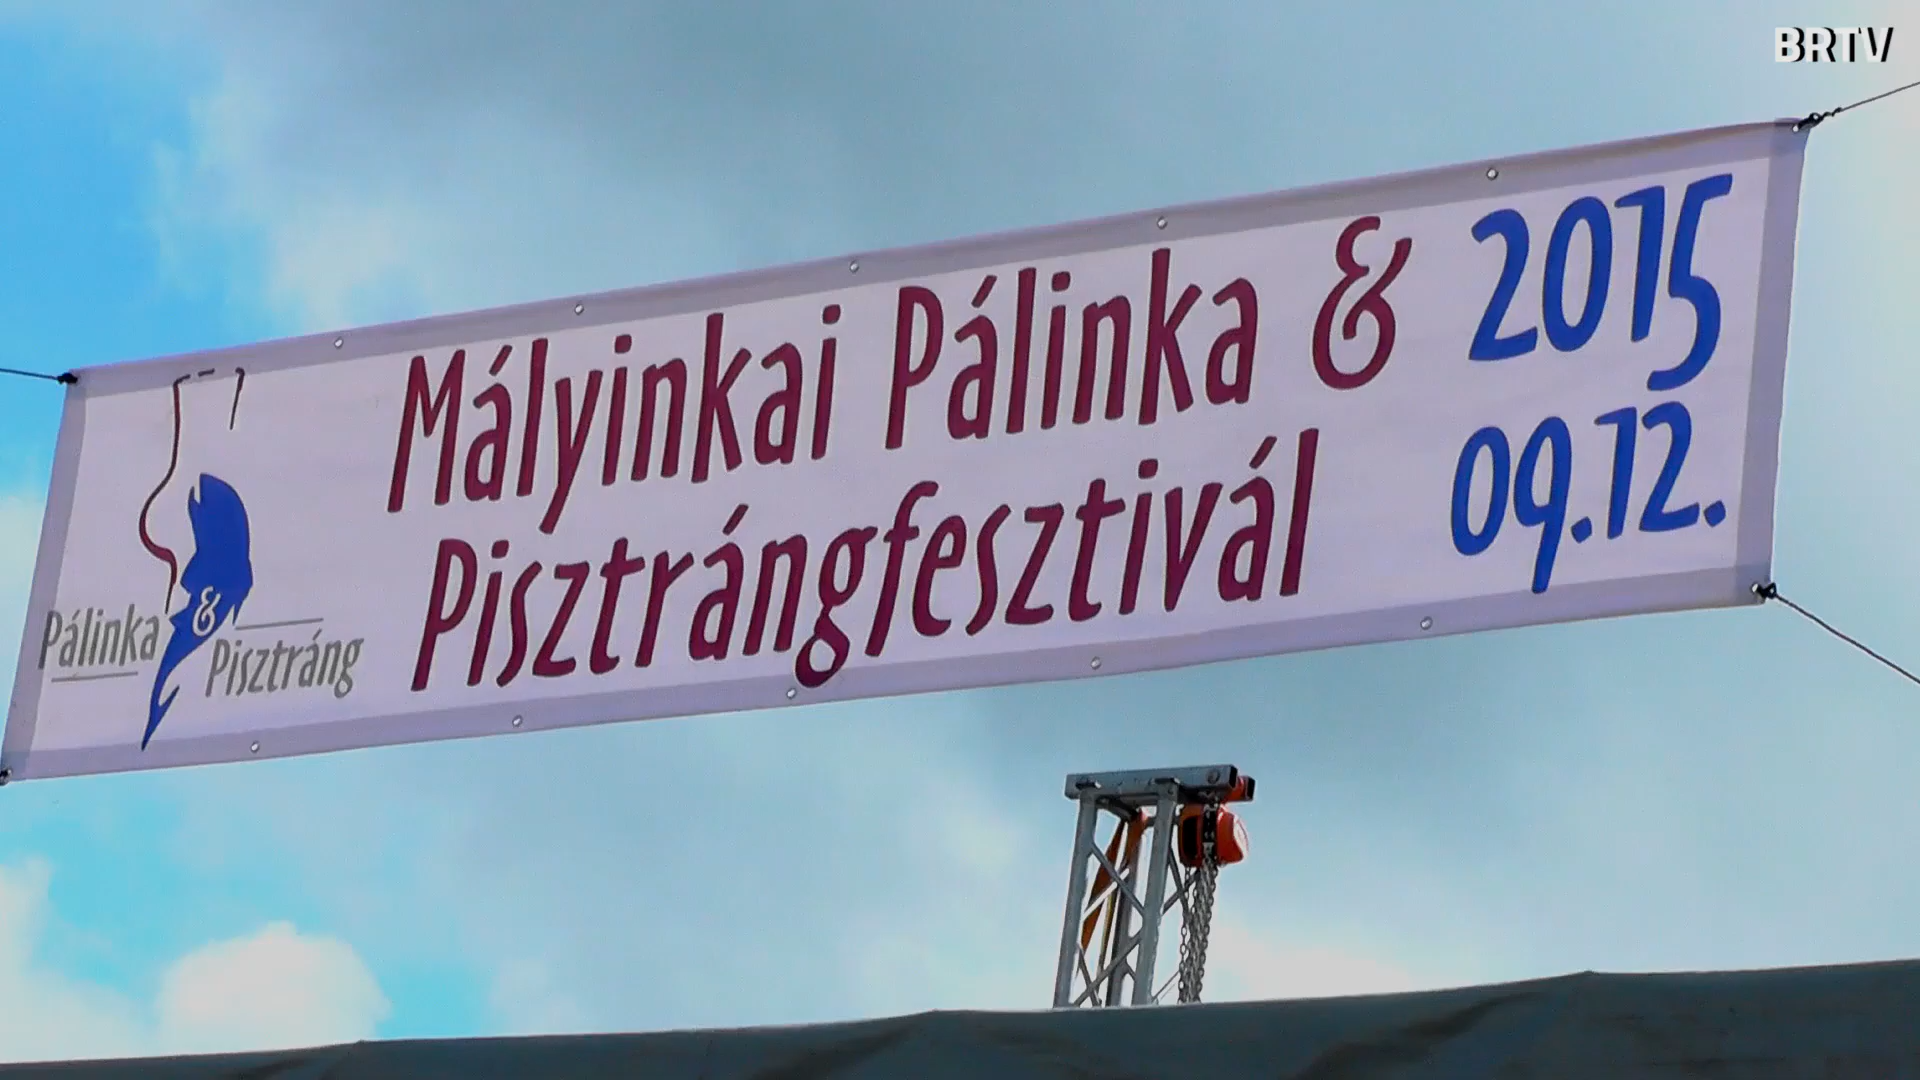 BRTV
Mályinkai Pálinka & 2015
Pisztrángfesztivál 09.12.
Pálinka & Pisztráng